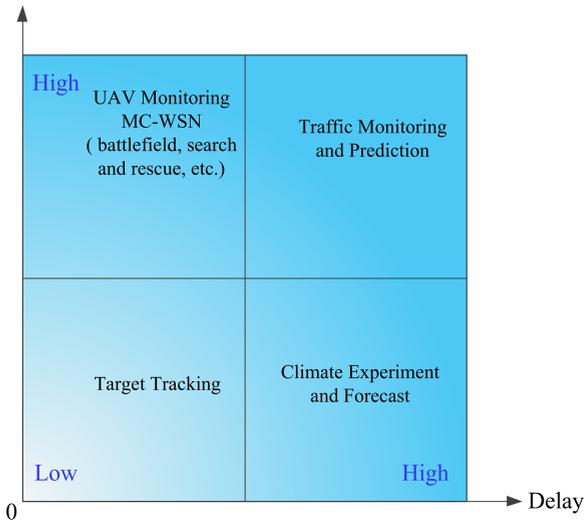 High
UAV Monitoring
MC-WSN
( battlefield, search
and rescue, etc.)
Traffic Monitoring
and Prediction
Target Tracking
Climate Experiment
and Forecast
Low
High
0
Delay